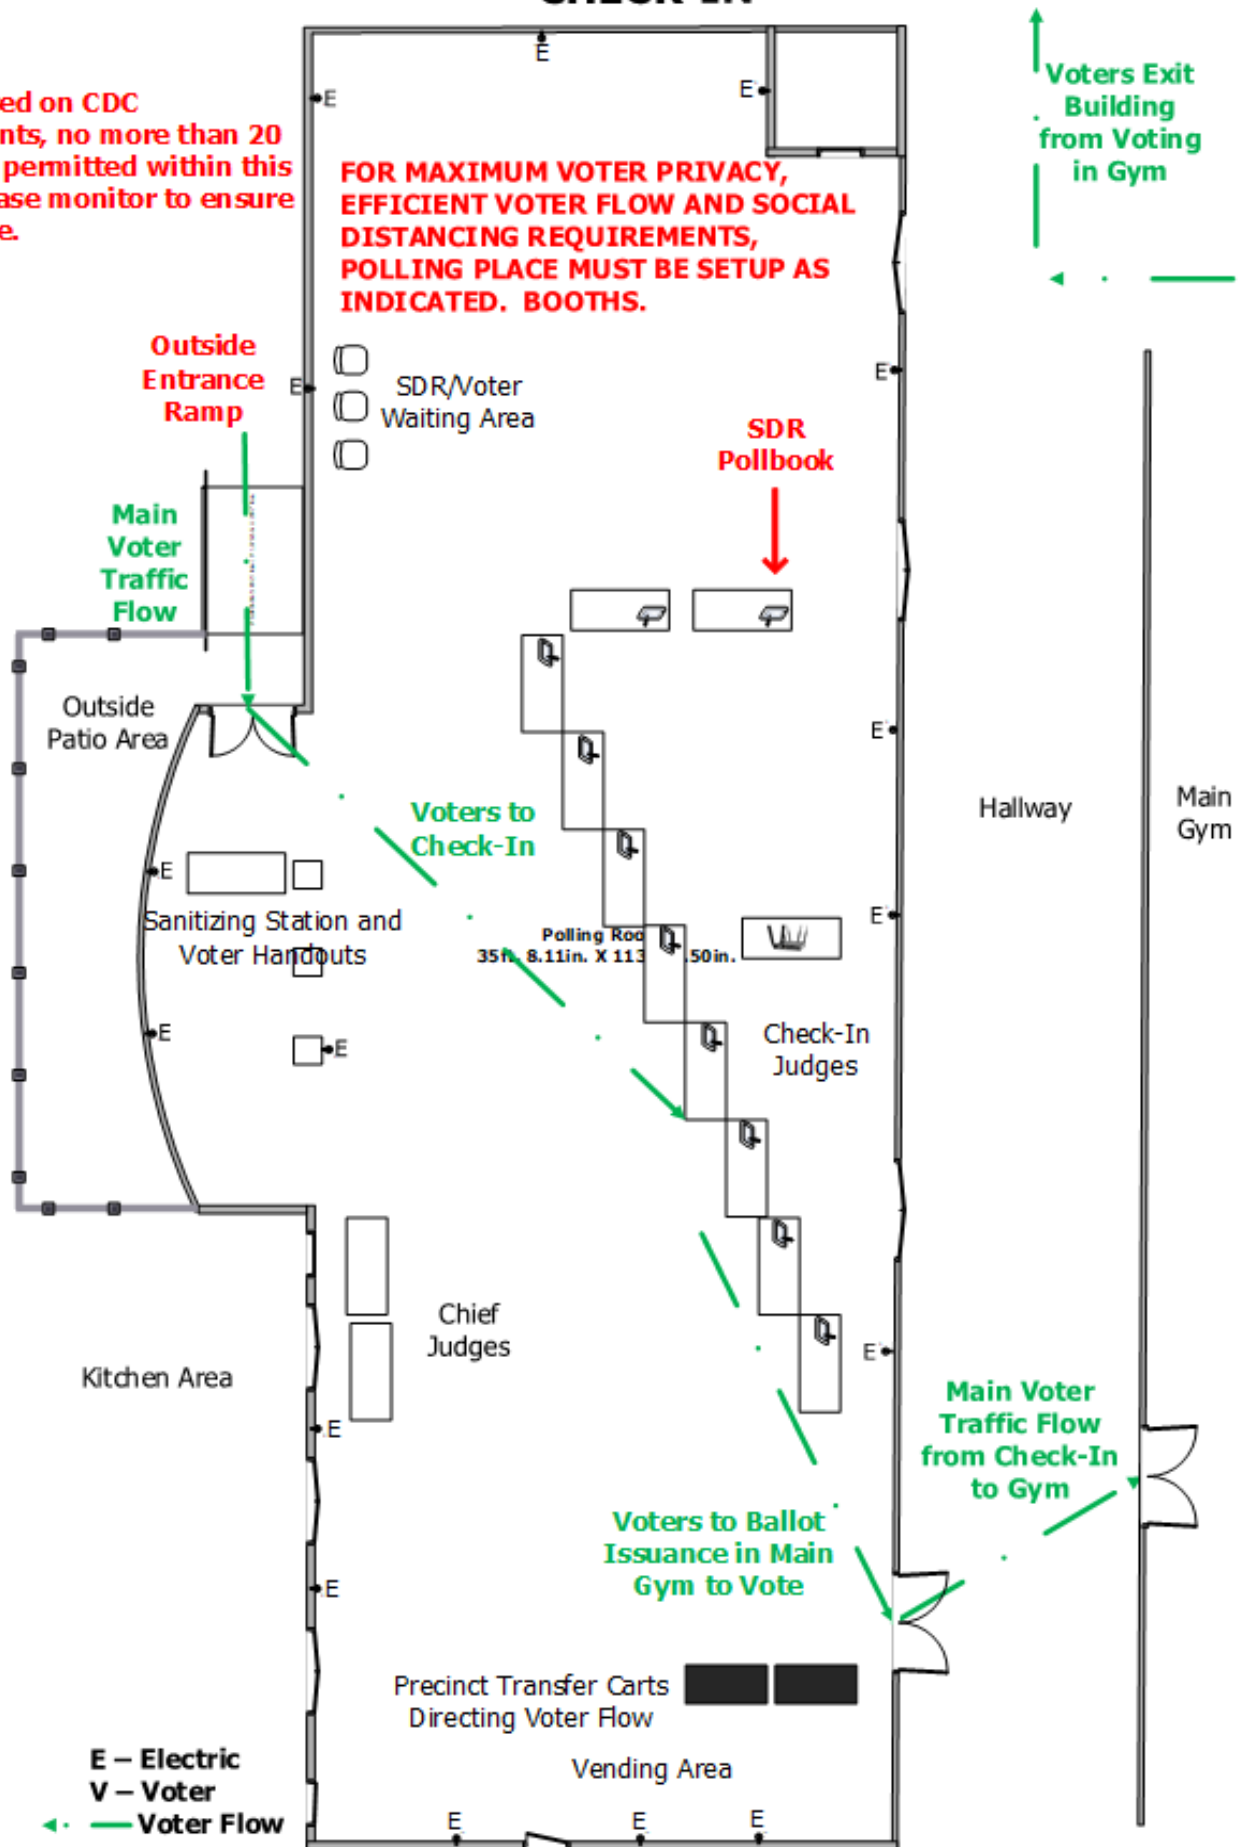 CHECK-IN
ed on CDC
nts, no more than 20
permitted within this
ase monitor to ensure
e.
Voters Exit
Building
from Voting
in Gym
FOR MAXIMUM VOTER PRIVACY,
EFFICIENT VOTER FLOW AND SOCIAL
DISTANCING REQUIREMENTS,
POLLING PLACE MUST BE SETUP AS
INDICATED.  BOOTHS.
E
E
E
Outside
Entrance
Ramp
E
SDR/Voter
Waiting Area
E
SDR
Pollbook
Main
Voter
Traffic
Flow
Outside
Patio Area
E
Voters to
Check-In
Hallway
Main
Gym
E
Sanitizing Station and
Voter Handouts
E
Polling Roo
35ft. 8.11in. X 113 .50in.
E
E
Check-In
Judges
Chief
Judges
Kitchen Area
E
Main Voter
Traffic Flow
from Check-In
to Gym
E
Voters to Ballot
Issuance in Main
Gym to Vote
E
Precinct Transfer Carts
Directing Voter Flow
Vending Area
E – Electric
V – Voter
Voter Flow
E
E
E